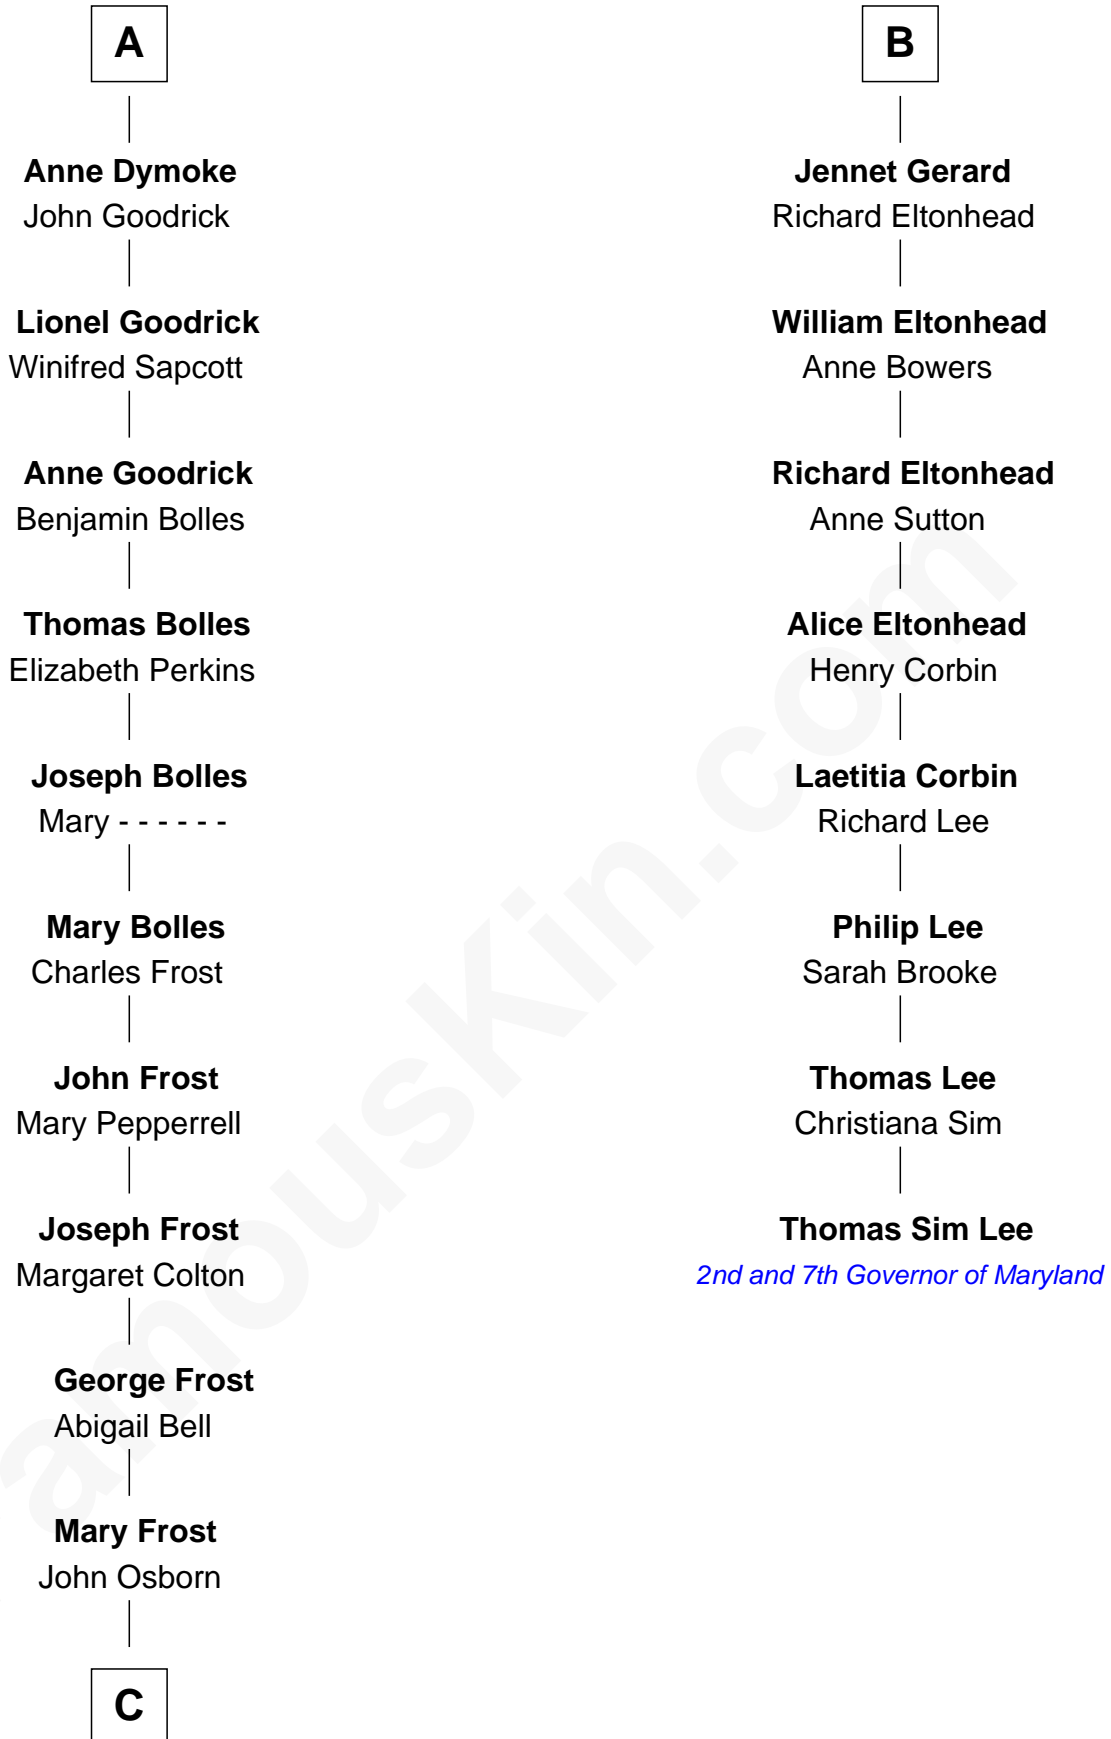 A
Anne Dymoke
John Goodrick
Lionel Goodrick
Winifred Sapcott
Anne Goodrick
Benjamin Bolles
Thomas Bolles
Elizabeth Perkins
Joseph Bolles
Mary - - - - - -
Mary Bolles
Charles Frost
John Frost
Mary Pepperrell
Joseph Frost
Margaret Colton
George Frost
Abigail Bell
Mary Frost
John Osborn
C
B
Jennet Gerard
Richard Eltonhead
William Eltonhead
Anne Bowers
Richard Eltonhead
Anne Sutton
Alice Eltonhead
Henry Corbin
Laetitia Corbin
Richard Lee
Philip Lee
Sarah Brooke
Thomas Lee
Christiana Sim
Thomas Sim Lee
2nd and 7th Governor of Maryland
amousKin.com